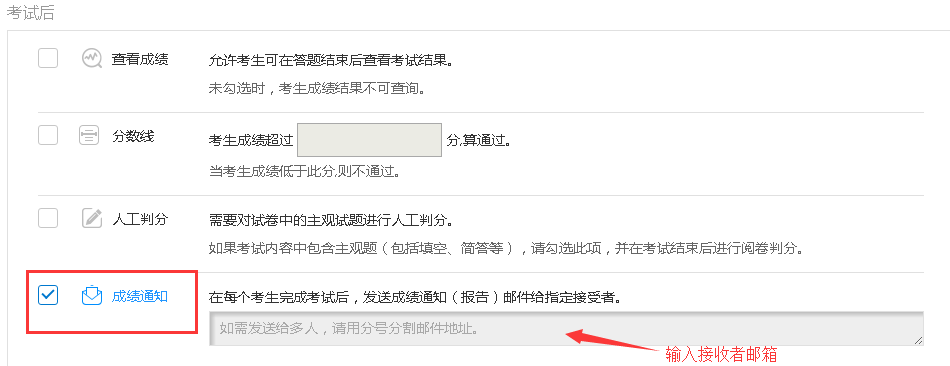 考试后
查看成绩 允许考生可在答题结束后查看考试结果。
未勾选时，考生成绩结果不可查询。
分数线 考生成绩超过 分,算通过。
当考生成绩低于此分,则不通过。
人工判分 需要对试卷中的主观试题进行人工判分。
如果考试内容中包含主观题（包括填空、简答等），请勾选此项，并在考试结束后进行阅卷判分。
成绩通知 在每个考生完成考试后，发送成绩通知（报告）邮件给指定接受者。
如需发送给多人，请用分号分割邮件地址。
输入接收者邮箱